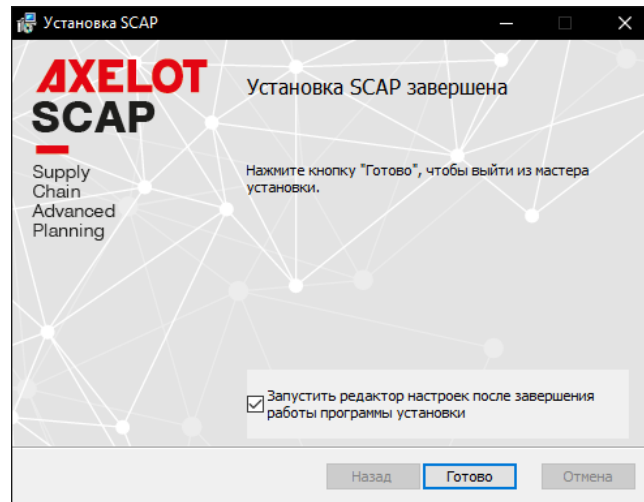 Установка SCAP
AXELOT
SCAP
Supply
Chain
Advanced
Planning
Установка SCAP завершена
Нажмите кнопку "Готово", чтобы выйти из мастера
установки.
Запустить редактор настроек после завершения
работы программы установки
Назад
Готово
Отмена